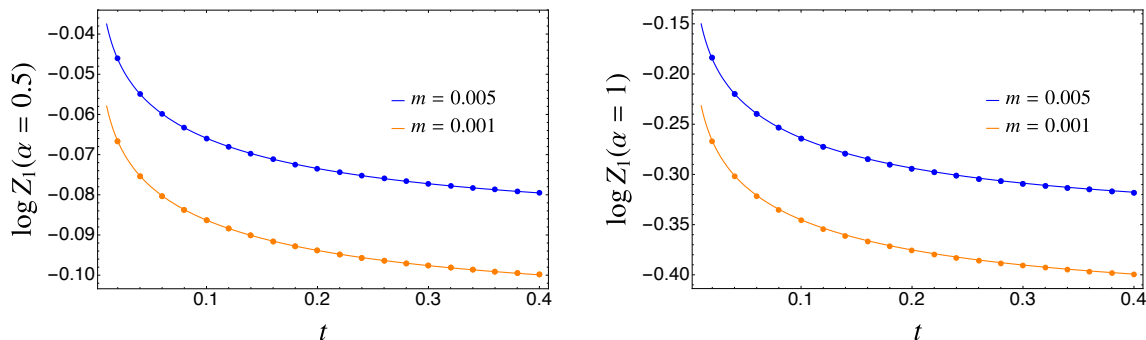 log Z₁(α = 0.5)
−0.04
−0.05
−0.06
−0.07
−0.08
−0.09
−0.10
m = 0.005
m = 0.001
0.1
0.2
0.3
0.4
t
log Z₁(α = 1)
−0.15
−0.20
−0.25
−0.30
−0.35
−0.40
m = 0.005
m = 0.001
0.1
0.2
0.3
0.4
t